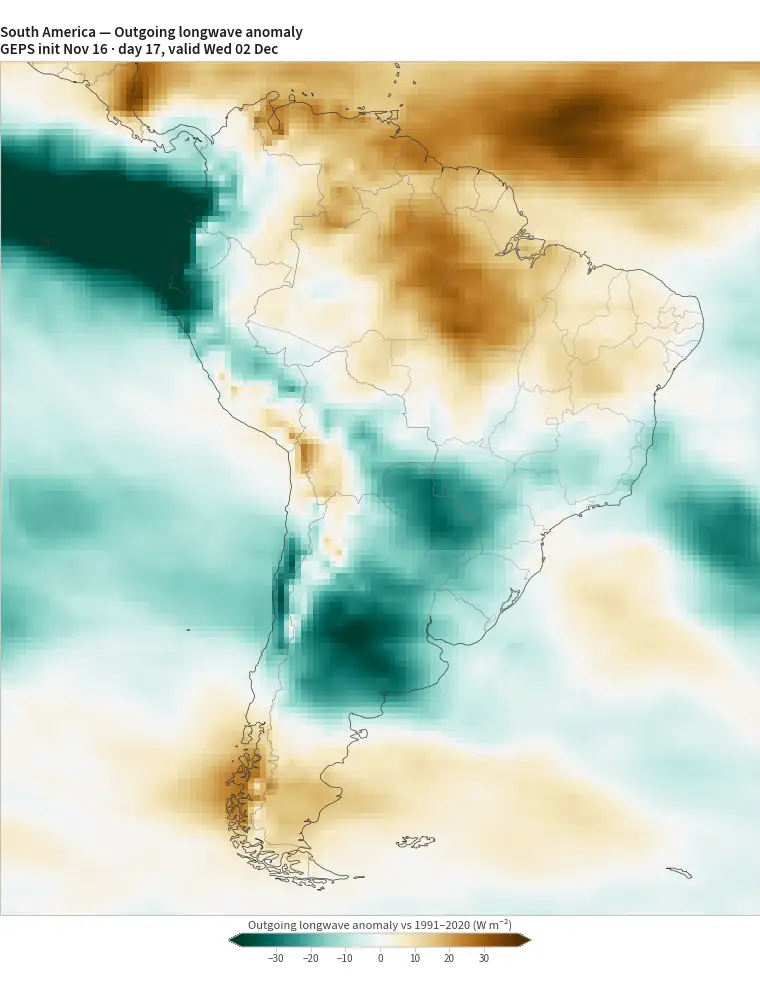 South America — Outgoing longwave anomaly
GEPS init Nov 16 · day 17, valid Wed 02 Dec
Outgoing longwave anomaly vs 1991–2020 (W m⁻²)
−30 −20 −10 0 10 20 30